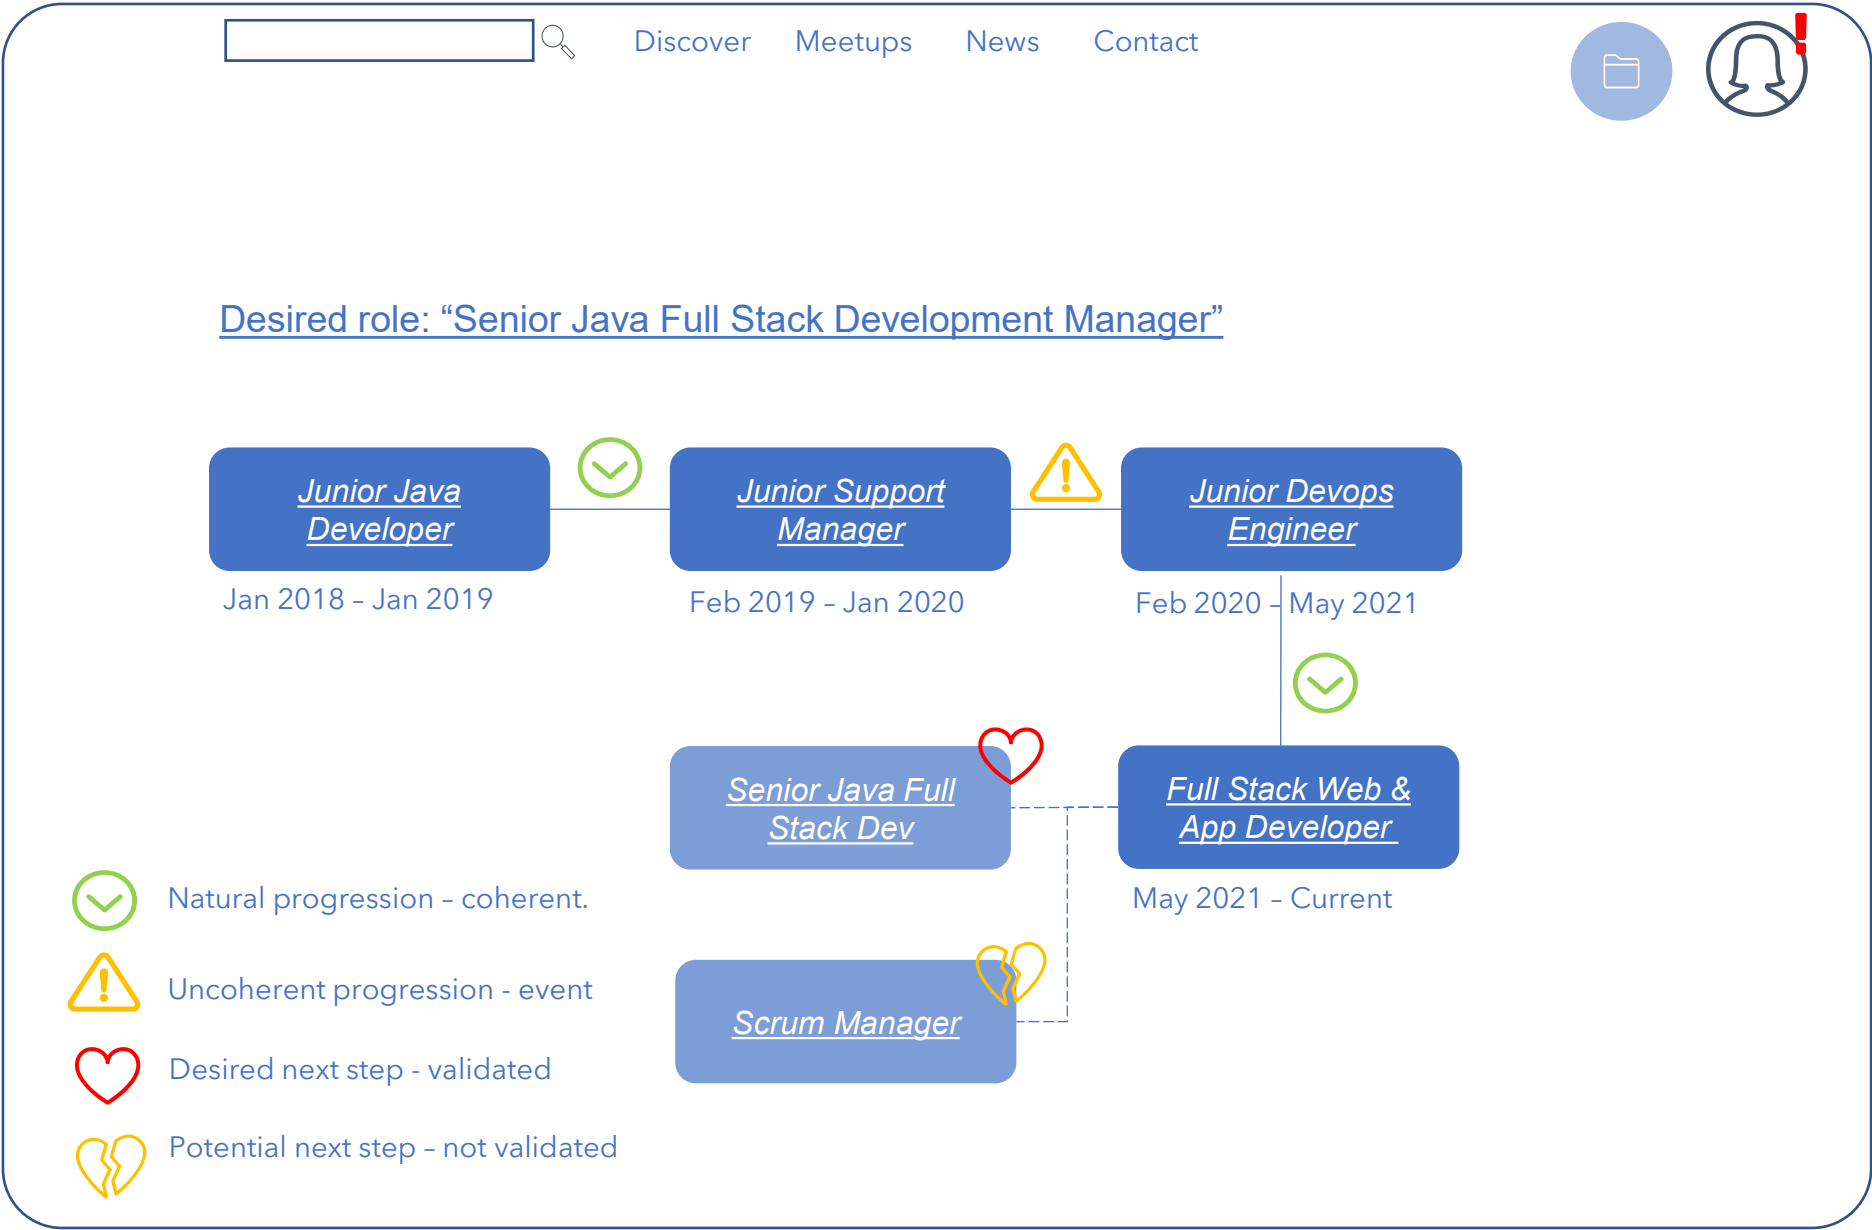 Discover Meetups News Contact
Desired role: “Senior Java Full Stack Development Manager”
Junior Java
Developer
Junior Support
Manager
Junior Devops
Engineer
Jan 2018 – Jan 2019
Feb 2019 – Jan 2020
Feb 2020 – May 2021
Senior Java Full
Stack Dev
Full Stack Web &
App Developer
May 2021 – Current
Scrum Manager
Natural progression – coherent.
Uncoherent progression - event
Desired next step - validated
Potential next step – not validated